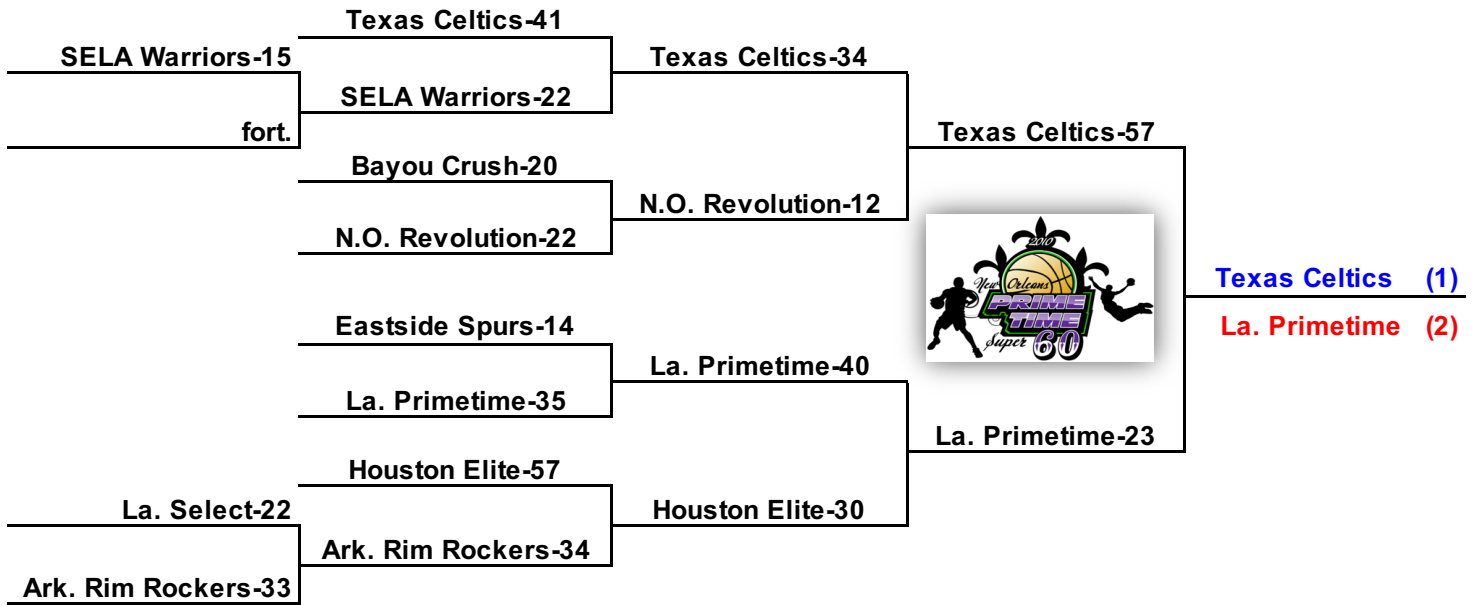 Texas Celtics-41
SELA Warriors-15
Texas Celtics-34
SELA Warriors-22
fort.
Texas Celtics-57
Bayou Crush-20
N.O. Revolution-12
N.O. Revolution-22
2010
New Orleans
PRIME
TIME
Super 60
Texas Celtics (1)
La. Primetime (2)
Eastside Spurs-14
La. Primetime-40
La. Primetime-35
La. Primetime-23
Houston Elite-57
La. Select-22
Houston Elite-30
Ark. Rim Rockers-34
Ark. Rim Rockers-33